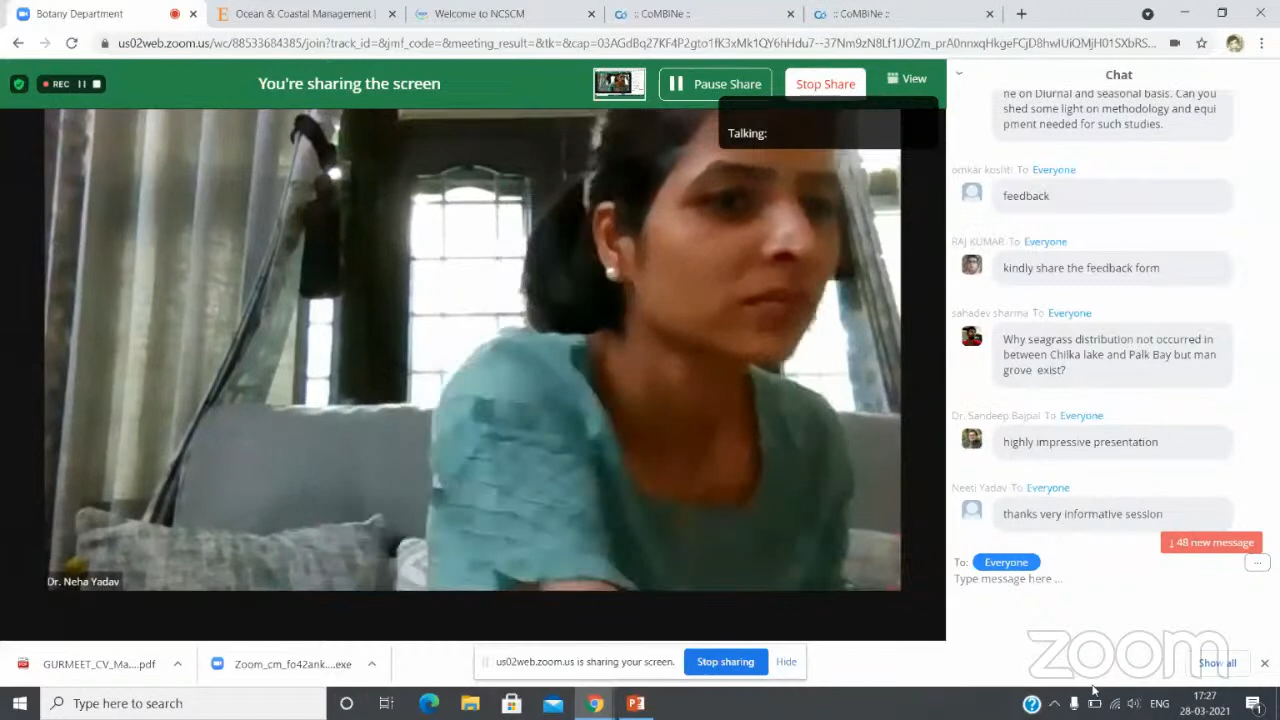 Botany Department
Ocean & Coastal Management |
Welcome to NCSCM
:: CoMBINe ::
:: CoMBINe ::
REC
You're sharing the screen
Pause Share
Stop Share
View
Talking:
Chat
ne on Diurnal and seasonal basis. Can you
shed some light on methodology and equi
pment needed for such studies.
omkar koshti To Everyone
feedback
RAJ KUMAR To Everyone
kindly share the feedback form
sahadev sharma To Everyone
Why seagrass distribution not occurred in
between Chilka lake and Palk Bay but man
grove exist?
Dr. Sandeep Bajpai To Everyone
highly impressive presentation
Neeti Yadav To Everyone
thanks very informative session
↓ 48 new message
To: Everyone
Type message here ...
Dr. Neha Yadav
zoom
GURMEET_CV_Ma....pdf
Zoom_cm_fo42ank....exe
us02web.zoom.us is sharing your screen.
Stop sharing
Hide
Show all
Type here to search
ENG
17:27
28-03-2021